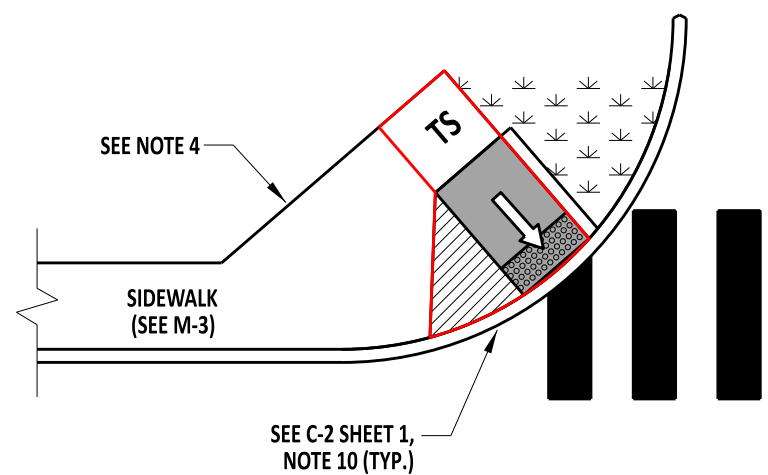 TS
SEE NOTE 4
SIDEWALK
(SEE M-3)
SEE C-2 SHEET 1,
NOTE 10 (TYP.)